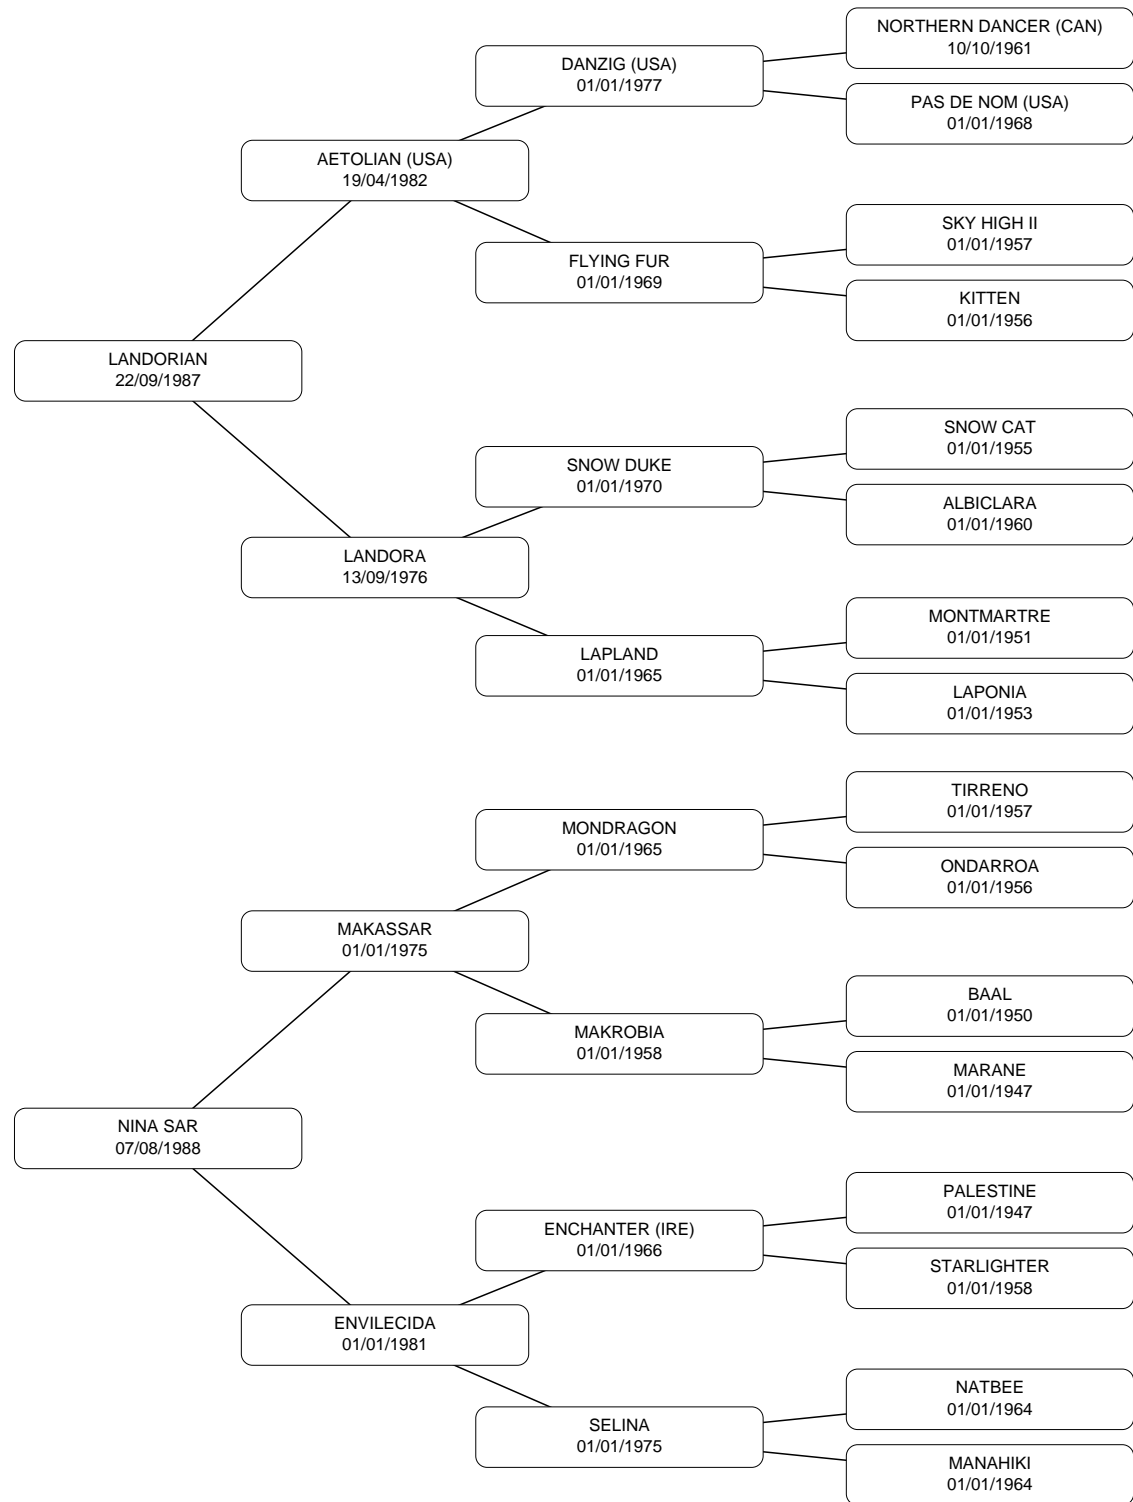 NORTHERN DANCER (CAN)
10/10/1961
DANZIG (USA)
01/01/1977
PAS DE NOM (USA)
01/01/1968
AETOLIAN (USA)
19/04/1982
SKY HIGH II
01/01/1957
FLYING FUR
01/01/1969
KITTEN
01/01/1956
LANDORIAN
22/09/1987
SNOW CAT
01/01/1955
SNOW DUKE
01/01/1970
ALBICLARA
01/01/1960
LANDORA
13/09/1976
MONTMARTRE
01/01/1951
LAPLAND
01/01/1965
LAPONIA
01/01/1953
TIRRENO
01/01/1957
MONDRAGON
01/01/1965
ONDARROA
01/01/1956
MAKASSAR
01/01/1975
BAAL
01/01/1950
MAKROBIA
01/01/1958
MARANE
01/01/1947
NINA SAR
07/08/1988
PALESTINE
01/01/1947
ENCHANTER (IRE)
01/01/1966
STARLIGHTER
01/01/1958
ENVILECIDA
01/01/1981
NATBEE
01/01/1964
SELINA
01/01/1975
MANAHIKI
01/01/1964